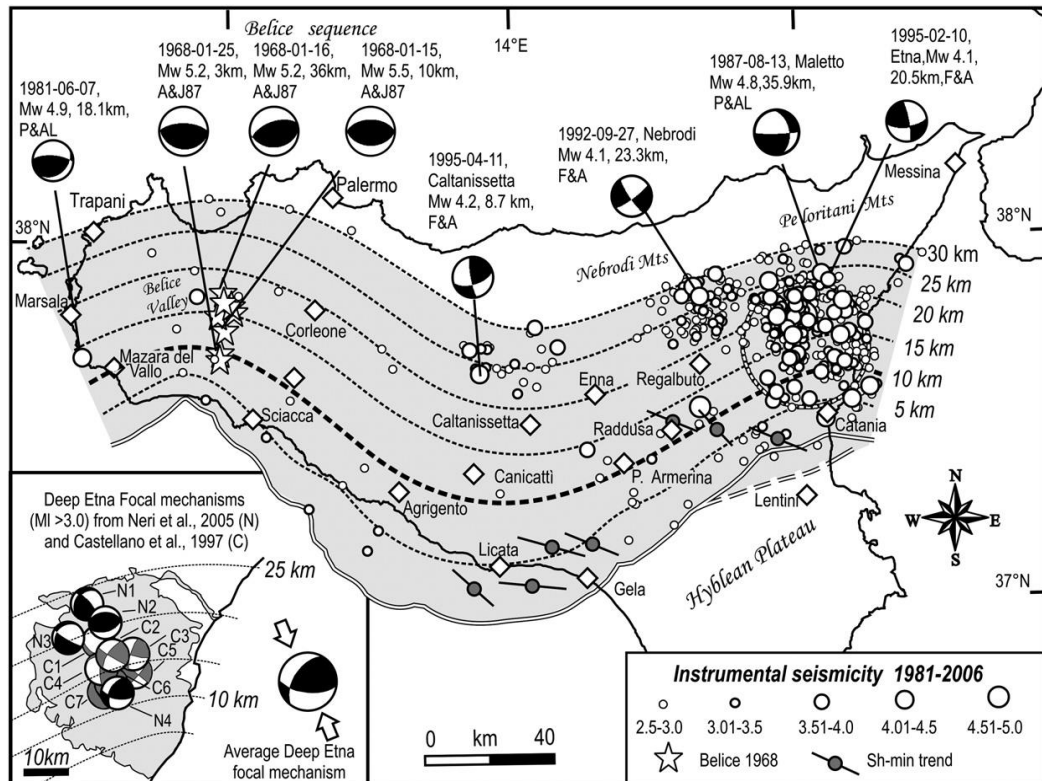 Belice sequence
14°E
1968-01-25,
Mw 5.2, 3km,
A&J87
1968-01-16,
Mw 5.2, 36km,
A&J87
1968-01-15,
Mw 5.5, 10km,
A&J87
1981-06-07,
Mw 4.9, 18.1km,
P&AL
1995-04-11,
Caltanissetta
Mw 4.2, 8.7 km,
F&A
1992-09-27, Nebrodi
Mw 4.1, 23.3km,
F&A
1987-08-13, Maletto
Mw 4.8,35.9km,
P&AL
1995-02-10,
Etna,Mw 4.1,
20.5km,F&A
Messina
Palermo
Trapani
38°N
38°N
Peloritani Mts
Nebrodi Mts
30 km
25 km
20 km
15 km
10 km
5 km
Marsala
Belice
Valley
Corleone
Mazara del
Vallo
Enna
Regalbuto
Sciacca
Caltanissetta
Raddusa
Catania
Canicattì
P. Armerina
Agrigento
Lentini
Licata
Gela
Hyblean Plateau
N
W
E
S
37°N
Deep Etna Focal mechanisms
(Ml >3.0) from Neri et al., 2005 (N)
and Castellano et al., 1997 (C)
25 km
N1
N2
C2
C3
N3
C5
C1
C4
C6
C7
10 km
N4
10km
Average Deep Etna
focal mechanism
0 km 40
Instrumental seismicity 1981-2006
2.5-3.0 3.01-3.5 3.51-4.0 4.01-4.5 4.51-5.0
Belice 1968 Sh-min trend